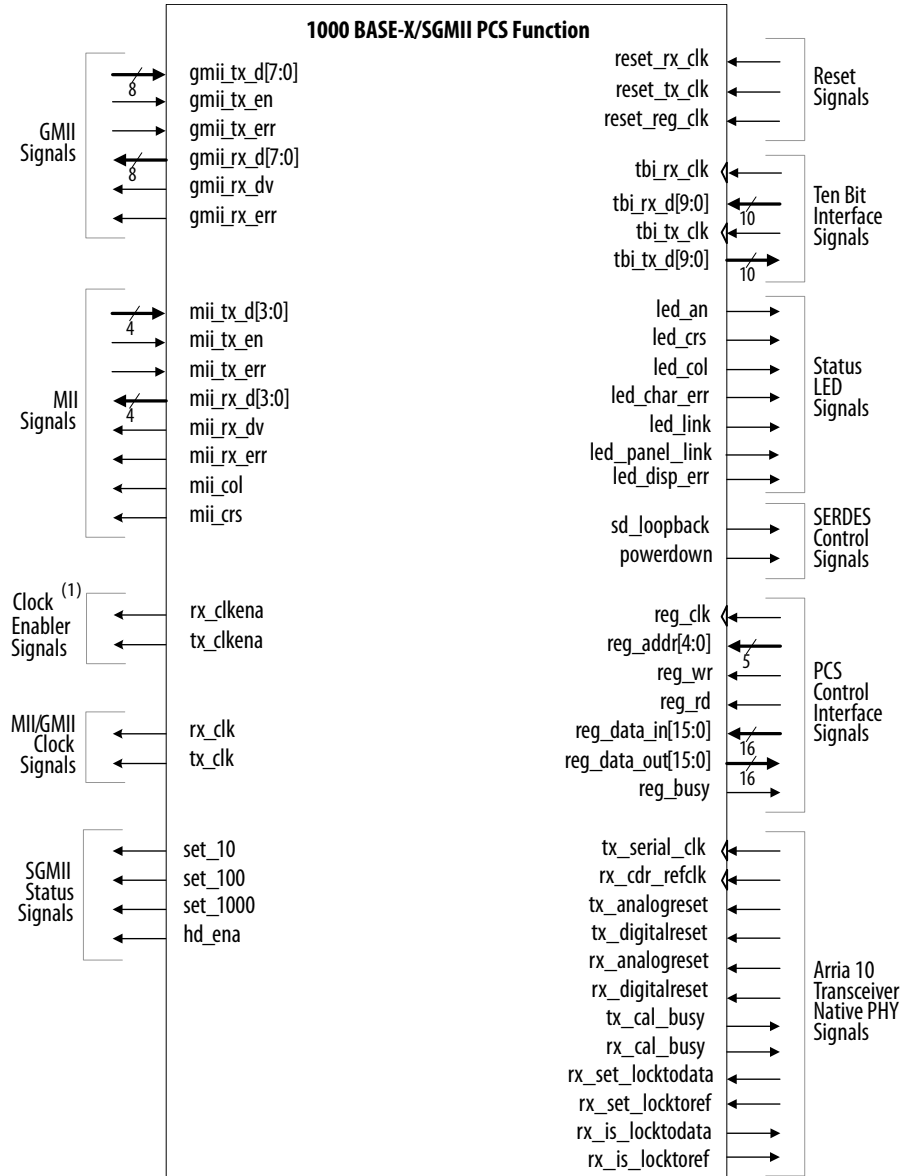 1000 BASE-X/SGMII PCS Function
GMII
Signals
8
gmii_tx_d[7:0]
gmii_tx_en
gmii_tx_err
8
gmii_rx_d[7:0]
gmii_rx_dv
gmii_rx_err
MII
Signals
4
mii_tx_d[3:0]
mii_tx_en
mii_tx_err
4
mii_rx_d[3:0]
mii_rx_dv
mii_rx_err
mii_col
mii_crs
Clock (1)
Enabler
Signals
rx_clkena
tx_clkena
MII/GMII
Clock
Signals
rx_clk
tx_clk
SGMII
Status
Signals
set_10
set_100
set_1000
hd_ena
reset_rx_clk
reset_tx_clk
reset_reg_clk
Reset
Signals
tbi_rx_clk
tbi_rx_d[9:0]
10
tbi_tx_clk
tbi_tx_d[9:0]
10
Ten Bit
Interface
Signals
led_an
led_crs
led_col
led_char_err
led_link
led_panel_link
led_disp_err
Status
LED
Signals
sd_loopback
powerdown
SERDES
Control
Signals
reg_clk
reg_addr[4:0]
5
reg_wr
reg_rd
reg_data_in[15:0]
16
reg_data_out[15:0]
16
reg_busy
PCS
Control
Interface
Signals
tx_serial_clk
rx_cdr_refclk
tx_analogreset
tx_digitalreset
rx_analogreset
rx_digitalreset
tx_cal_busy
rx_cal_busy
rx_set_locktodata
rx_set_locktoref
rx_is_locktodata
rx_is_locktoref
Arria 10
Transceiver
Native PHY
Signals